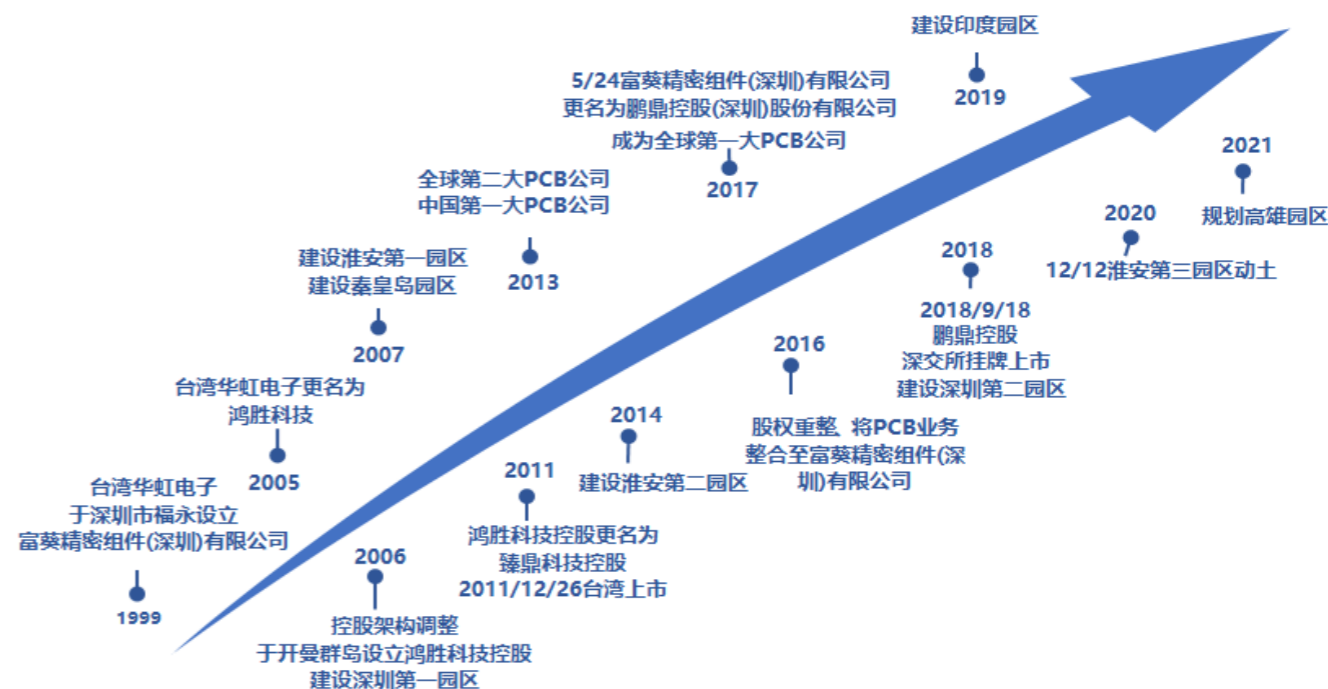 建设印度园区
2019
5/24富葵精密组件(深圳)有限公司
更名为鹏鼎控股(深圳)股份有限公司
成为全球第一大PCB公司
2017
全球第二大PCB公司
中国第一大PCB公司
2013
建设淮安第一园区
建设秦皇岛园区
2007
台湾华虹电子更名为
鸿胜科技
2005
台湾华虹电子
于深圳市福永设立
富葵精密组件(深圳)有限公司
1999
2006
控股架构调整
于开曼群岛设立鸿胜科技控股
建设深圳第一园区
2011
鸿胜科技控股更名为
臻鼎科技控股
2011/12/26台湾上市
2014
建设淮安第二园区
2016
股权重整、将PCB业务
整合至富葵精密组件(深
圳)有限公司
2018
2018/9/18
鹏鼎控股
深交所挂牌上市
建设深圳第二园区
2020
12/12淮安第三园区动土
2021
规划高雄园区